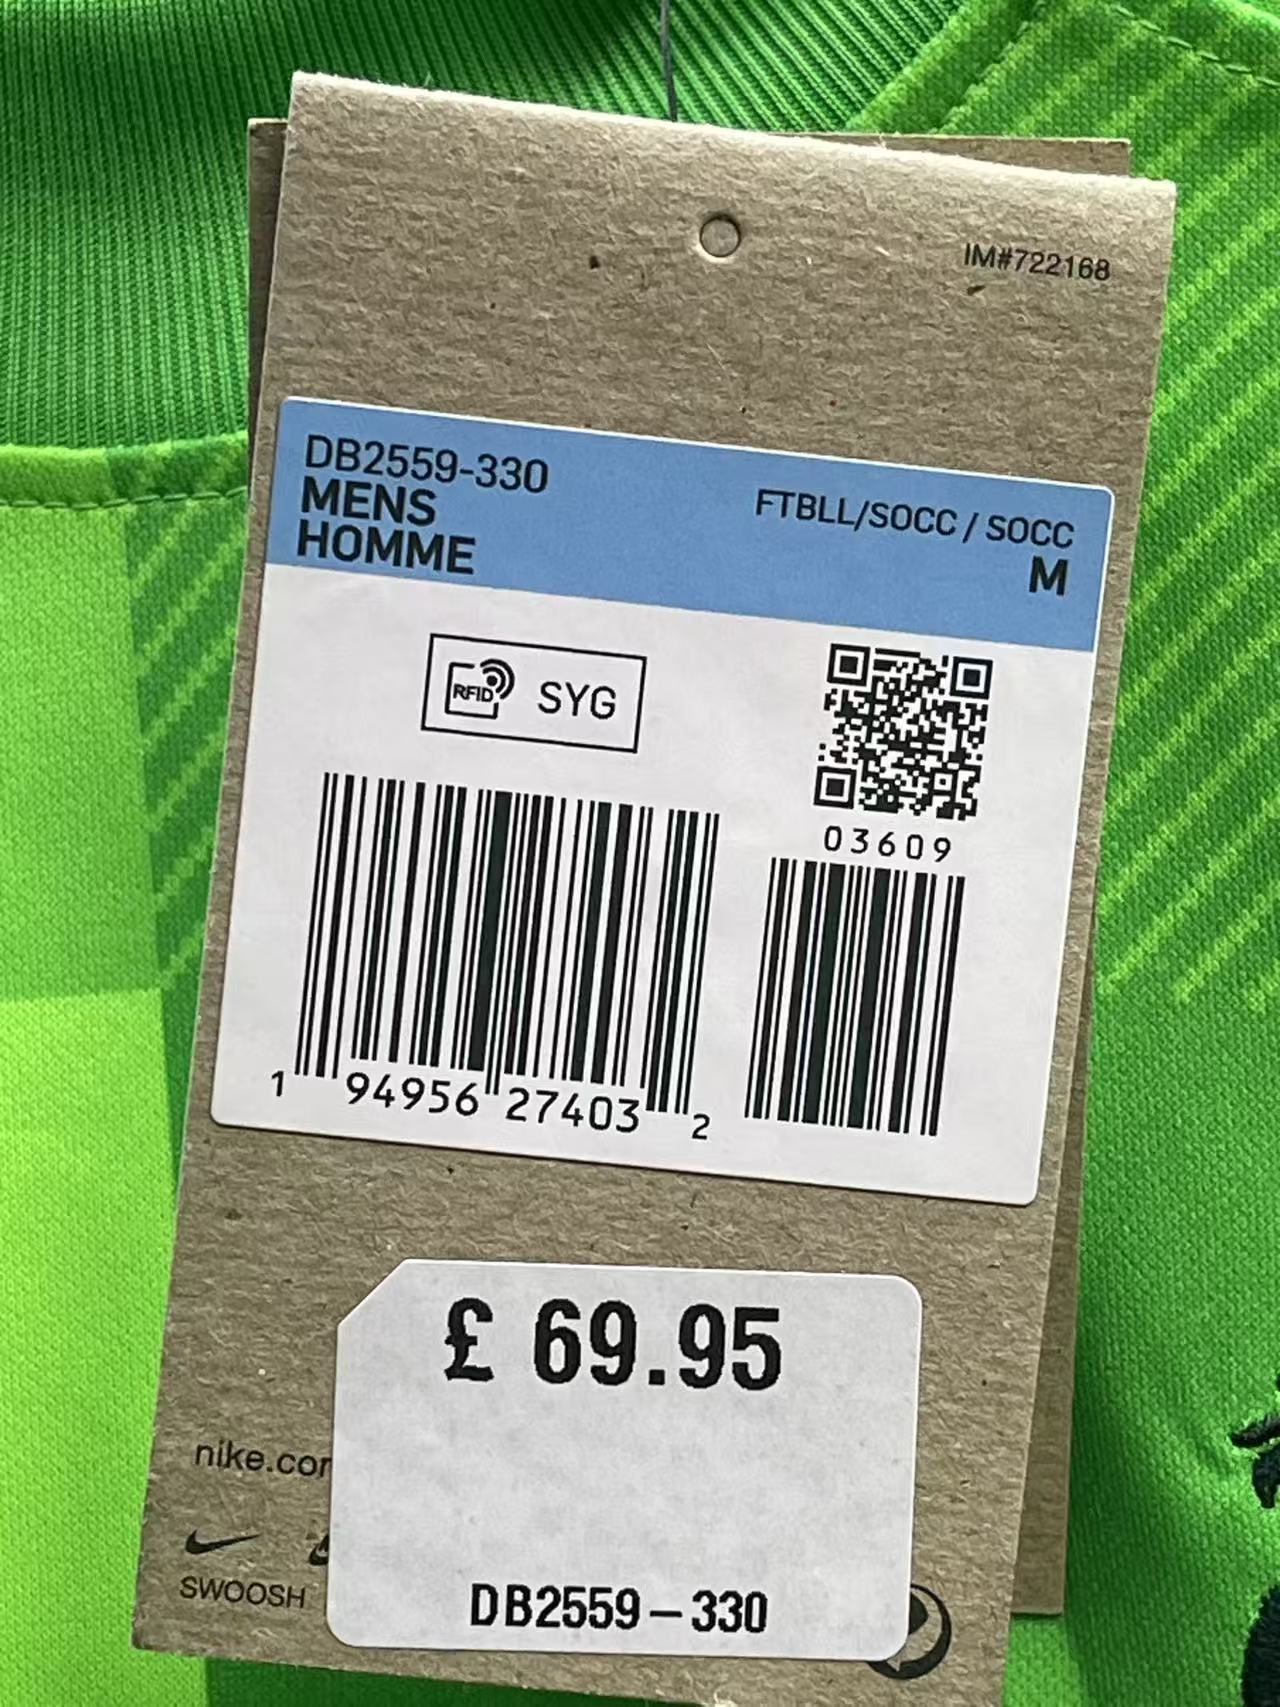 IM#722168
DB2559-330
MENS
HOMME
FTBLL/SOCC / SOCC
M
RFID SYG
03609
1 94956 27403 2
£ 69.95
nike.com
SWOOSH
DB2559-330